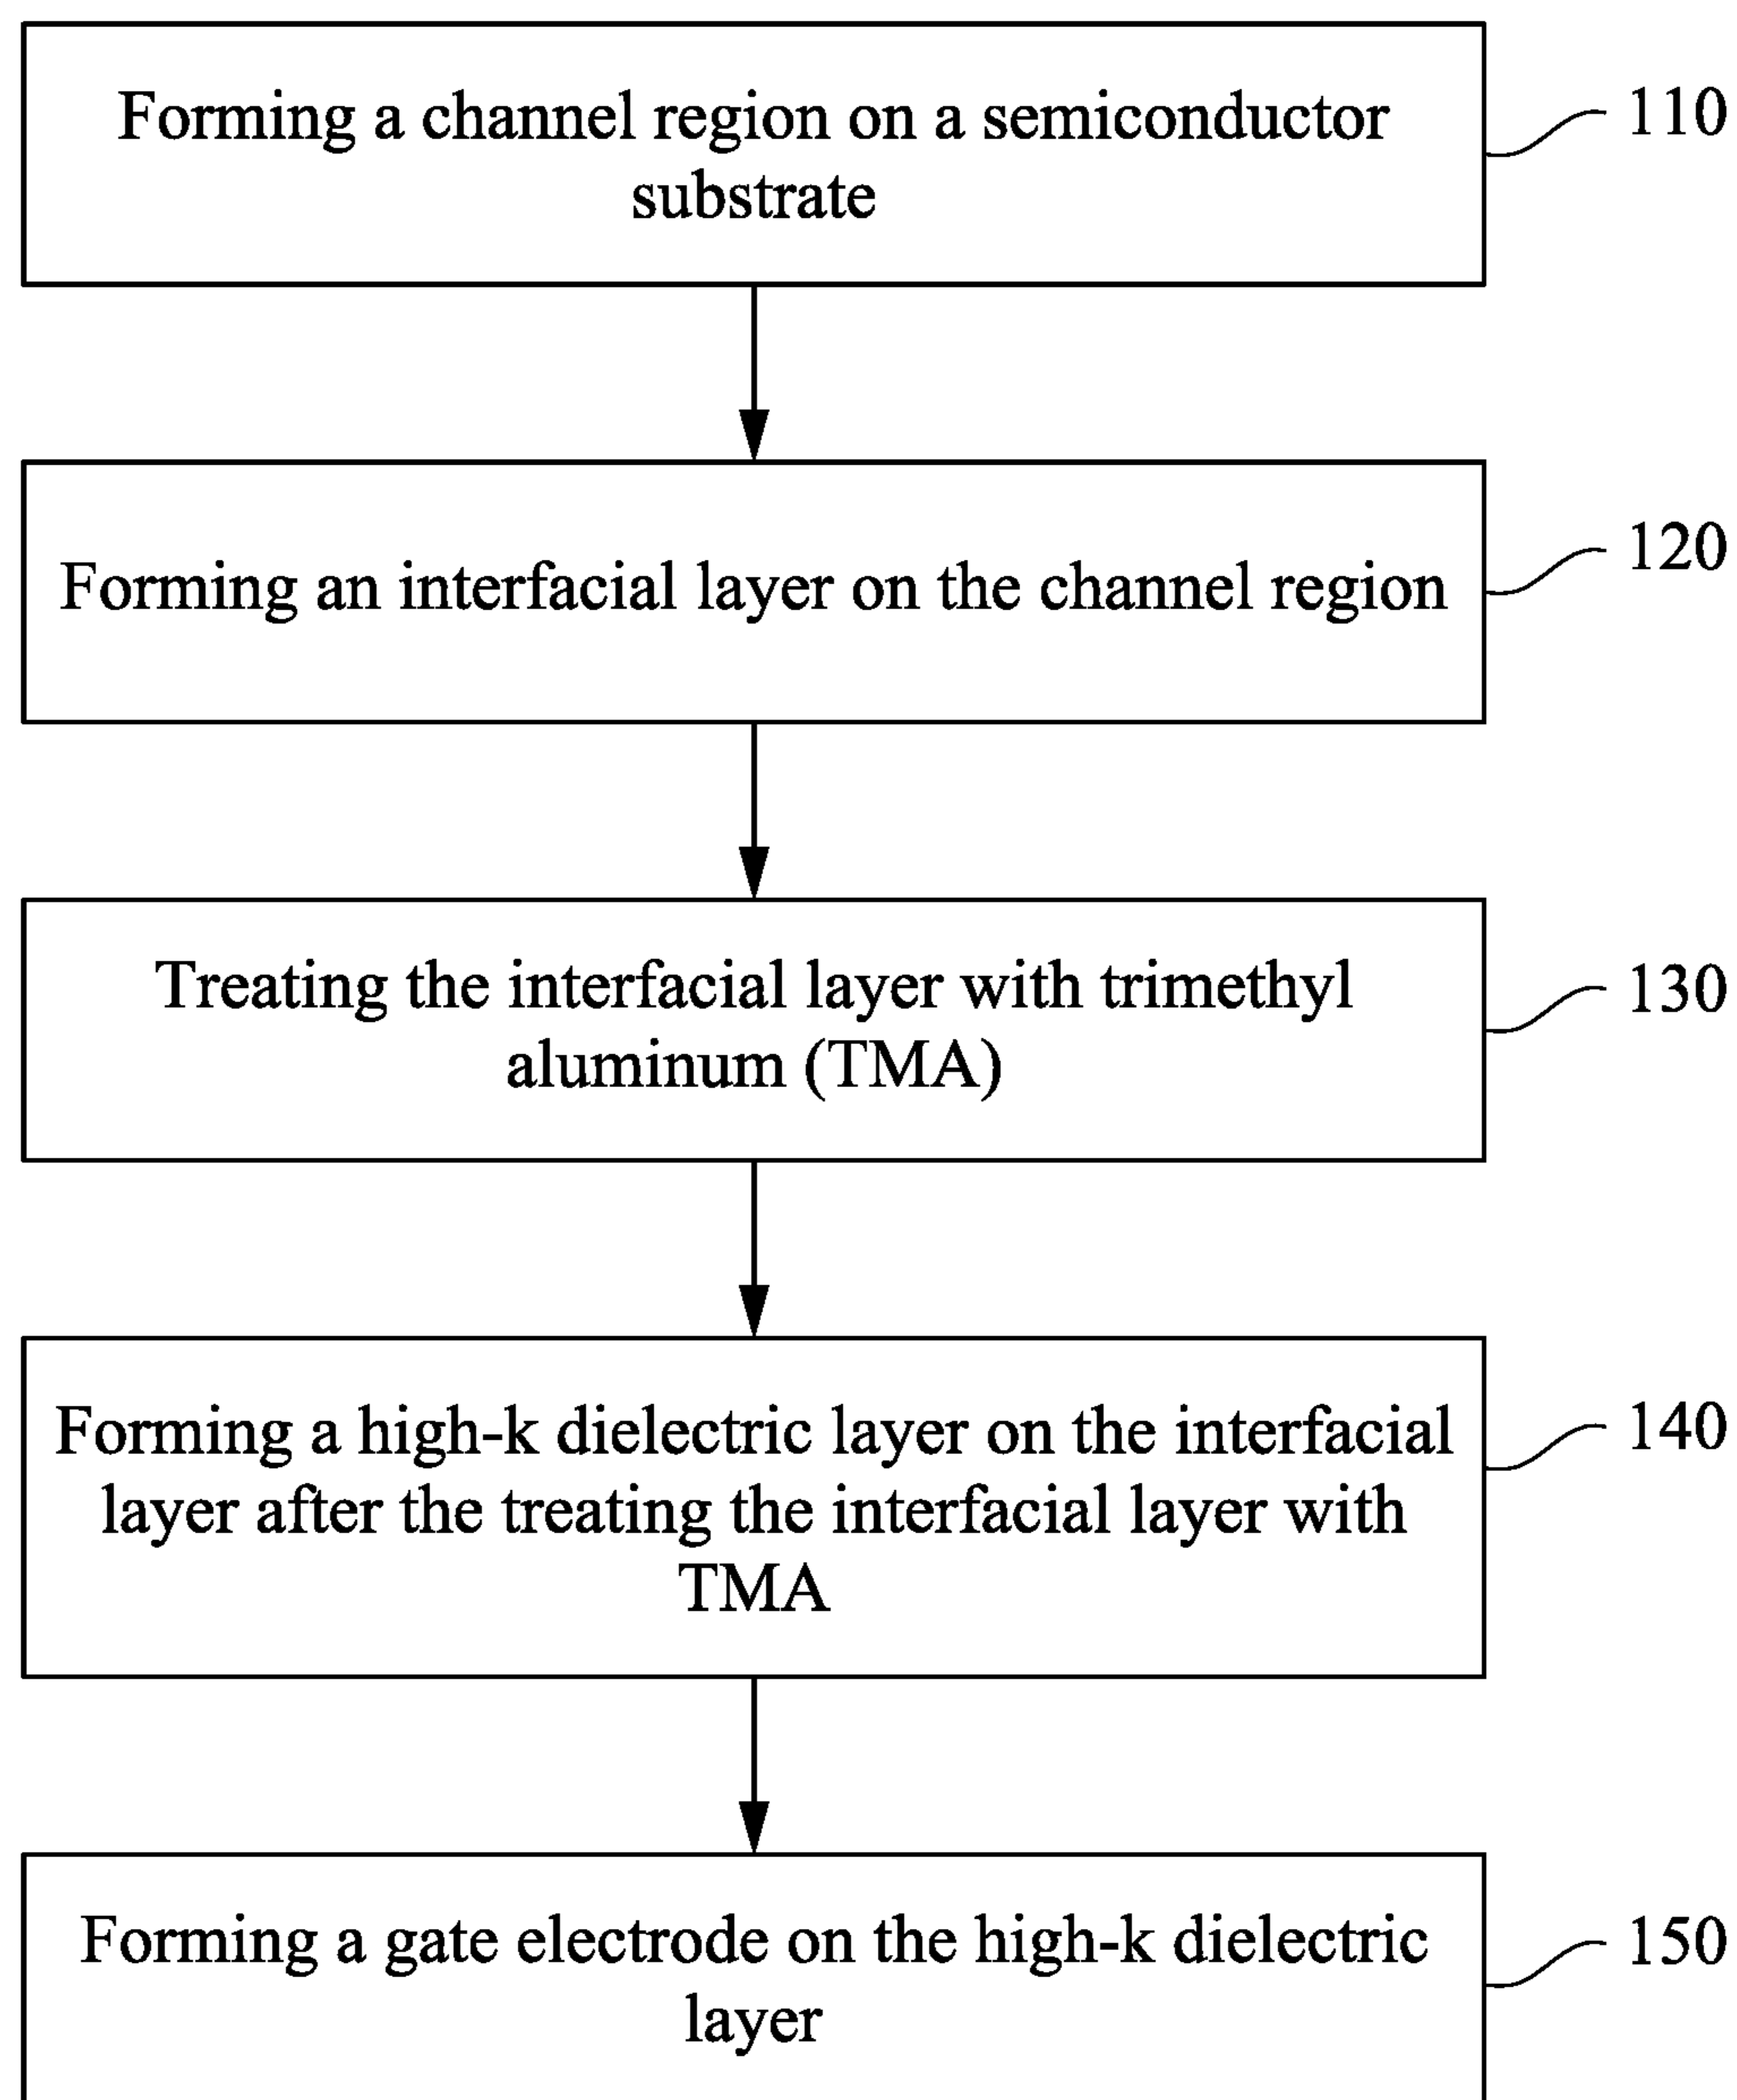 Forming a channel region on a semiconductor
substrate
110
Forming an interfacial layer on the channel region
120
Treating the interfacial layer with trimethyl
aluminum (TMA)
130
Forming a high-k dielectric layer on the interfacial
layer after the treating the interfacial layer with
TMA
140
Forming a gate electrode on the high-k dielectric
layer
150